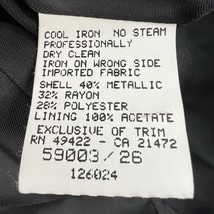 COOL IRON NO STEAM
PROFESSIONALLY
DRY CLEAN
IRON ON WRONG SIDE
IMPORTED FABRIC
SHELL 40% METALLIC
32% RAYON
28% POLYESTER
LINING 100% ACETATE
EXCLUSIVE OF TRIM
RN 49422 - CA 21472
59003/26
126024